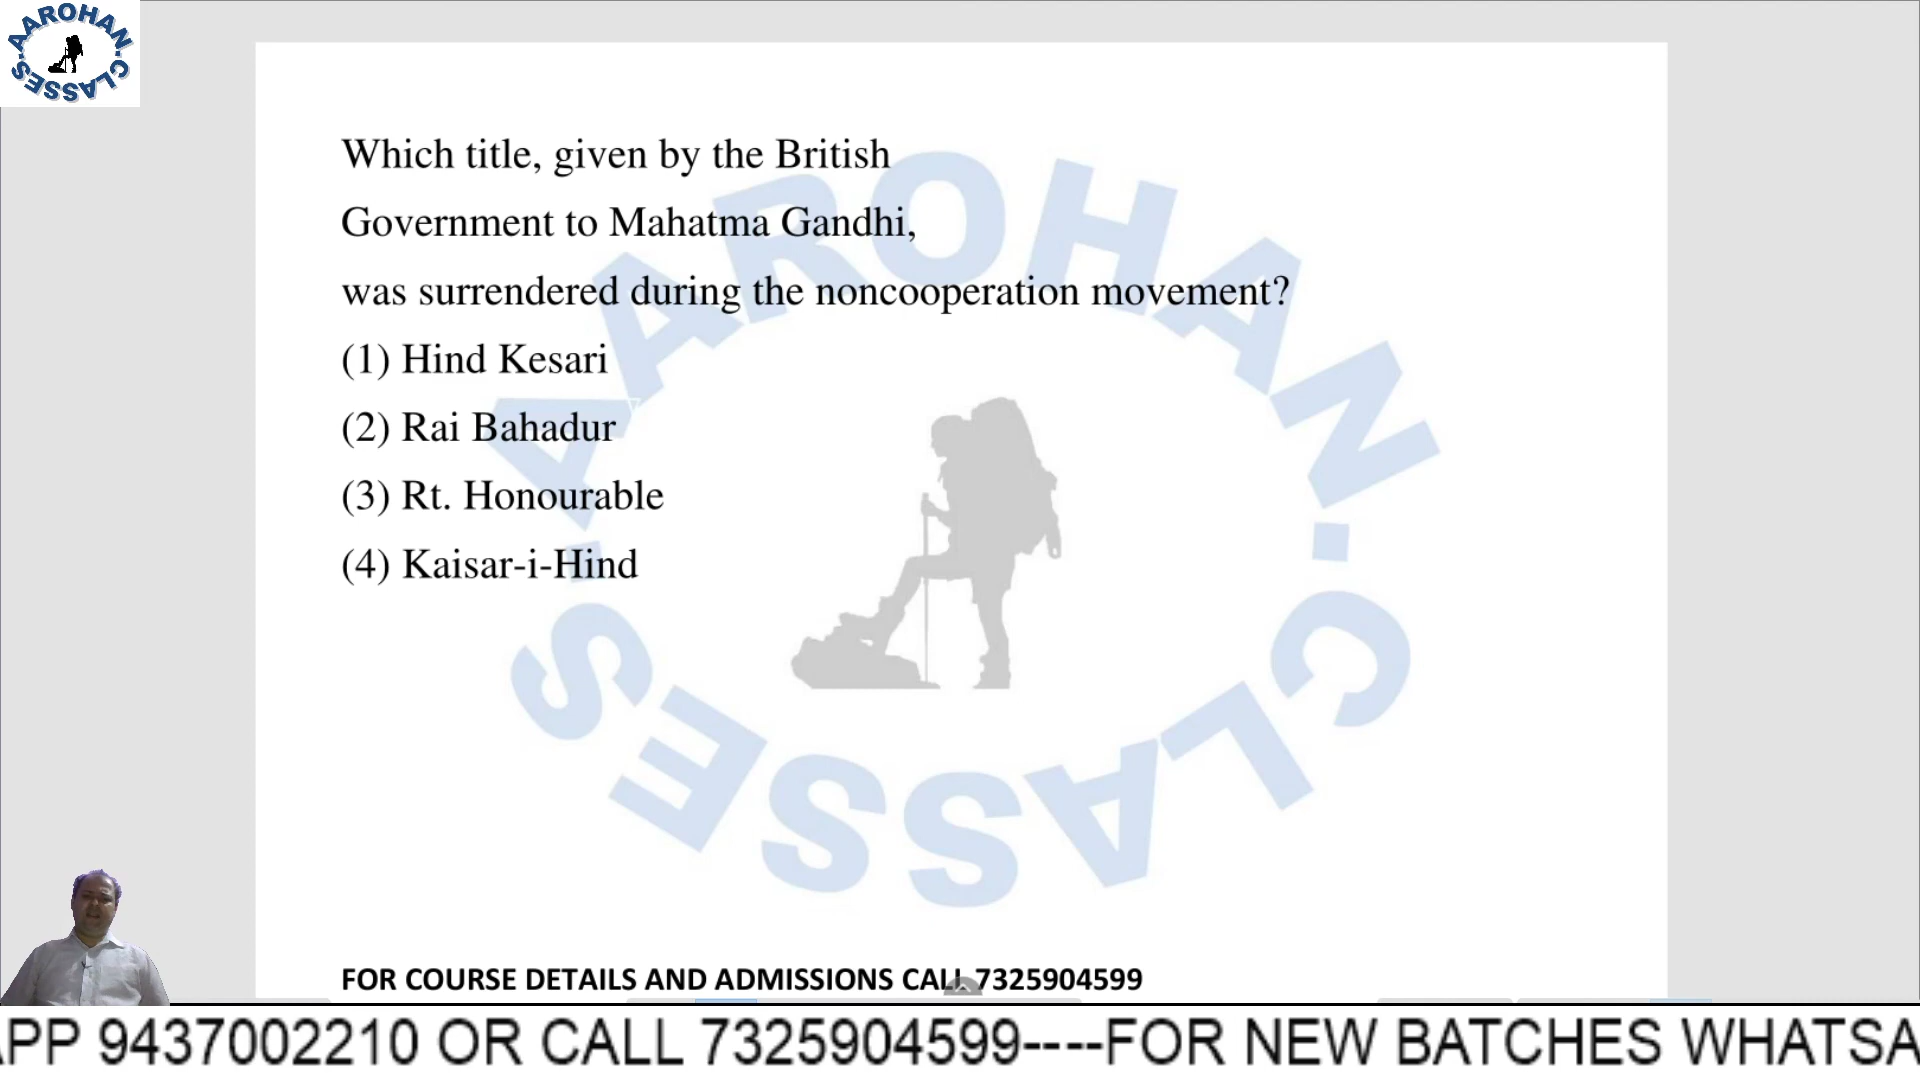 AAROHAN.CLASSES.
Which title, given by the British
Government to Mahatma Gandhi,
was surrendered during the noncooperation movement?
(1) Hind Kesari
(2) Rai Bahadur
(3) Rt. Honourable
(4) Kaisar-i-Hind
.AAROHAN.CLASSES
FOR COURSE DETAILS AND ADMISSIONS CALL 7325904599
APP 9437002210 OR CALL 7325904599----FOR NEW BATCHES WHATSA